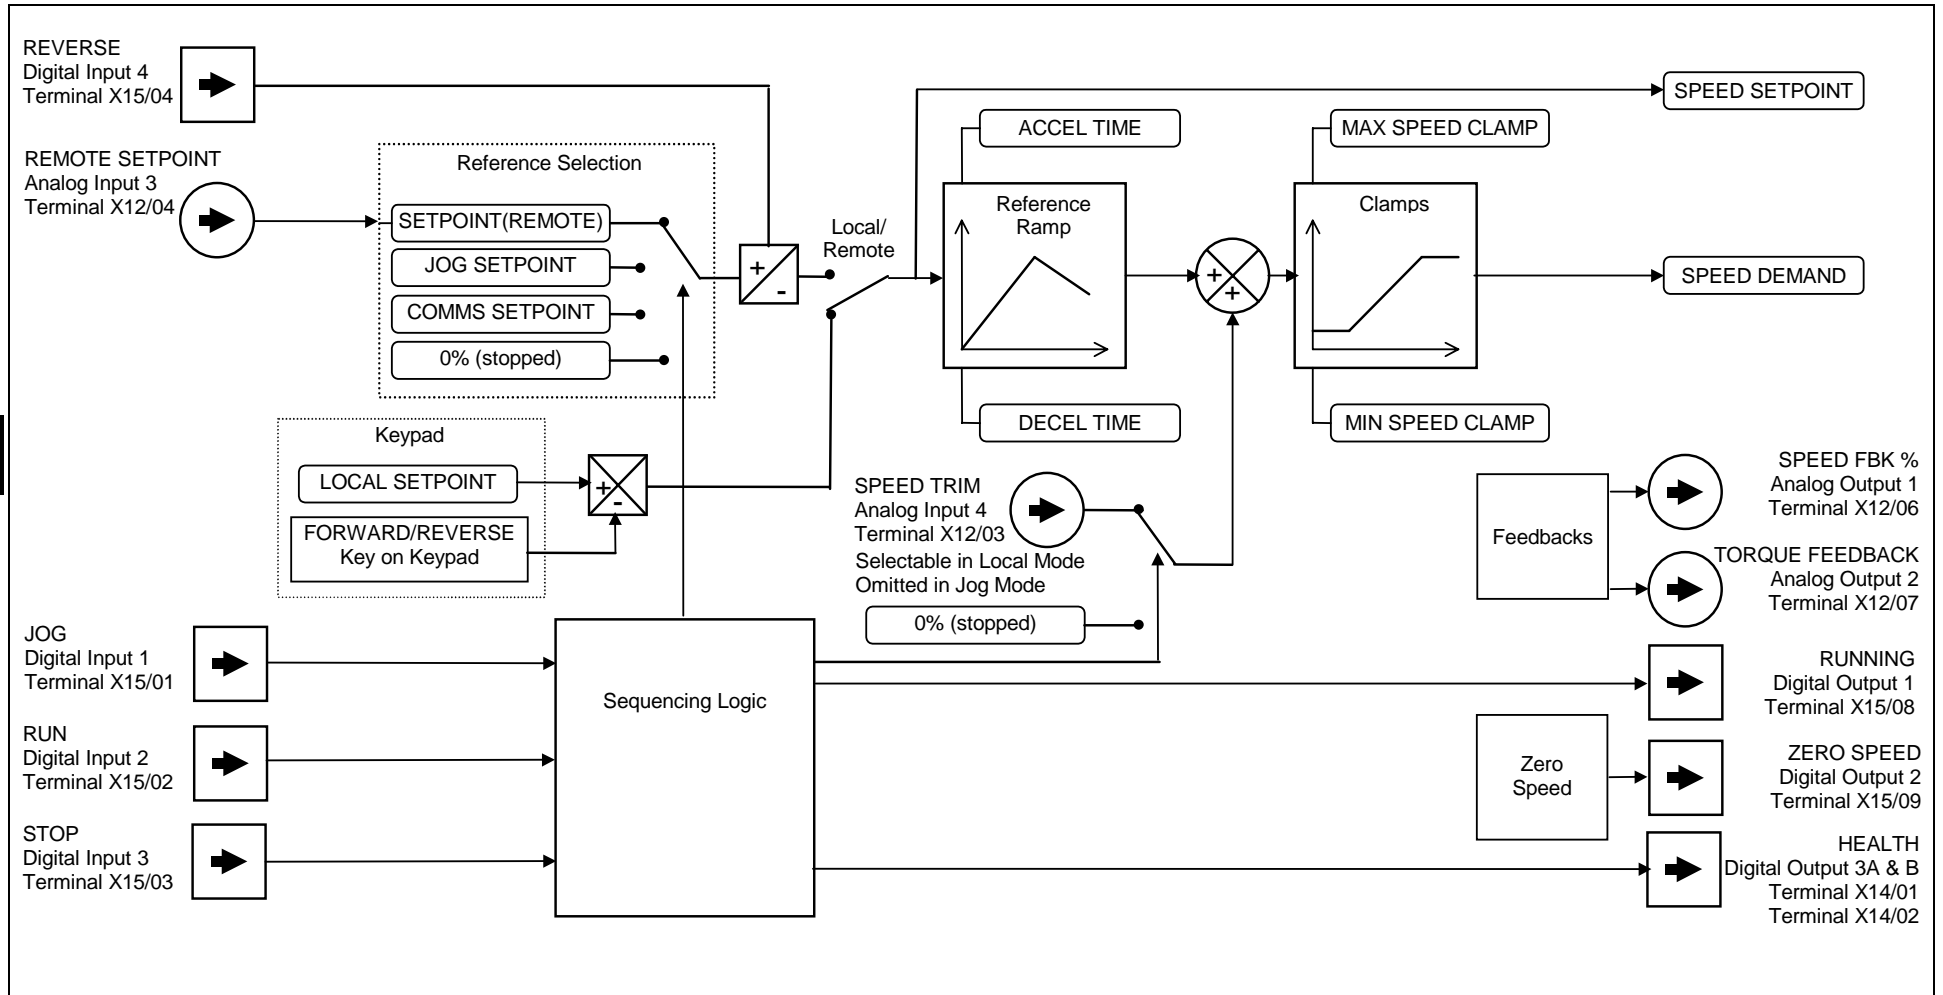 REVERSE
Digital Input 4
Terminal X15/04
REMOTE SETPOINT
Analog Input 3
Terminal X12/04
Reference Selection
SETPOINT(REMOTE)
JOG SETPOINT
COMMS SETPOINT
0% (stopped)
+
-
Local/
Remote
SPEED SETPOINT
ACCEL TIME
Reference
Ramp
DECEL TIME
+
+
MAX SPEED CLAMP
Clamps
MIN SPEED CLAMP
SPEED DEMAND
Keypad
LOCAL SETPOINT
FORWARD/REVERSE
Key on Keypad
+
-
SPEED TRIM
Analog Input 4
Terminal X12/03
Selectable in Local Mode
Omitted in Jog Mode
0% (stopped)
Feedbacks
SPEED FBK %
Analog Output 1
Terminal X12/06
TORQUE FEEDBACK
Analog Output 2
Terminal X12/07
JOG
Digital Input 1
Terminal X15/01
RUN
Digital Input 2
Terminal X15/02
STOP
Digital Input 3
Terminal X15/03
Sequencing Logic
RUNNING
Digital Output 1
Terminal X15/08
Zero
Speed
ZERO SPEED
Digital Output 2
Terminal X15/09
HEALTH
Digital Output 3A & B
Terminal X14/01
Terminal X14/02